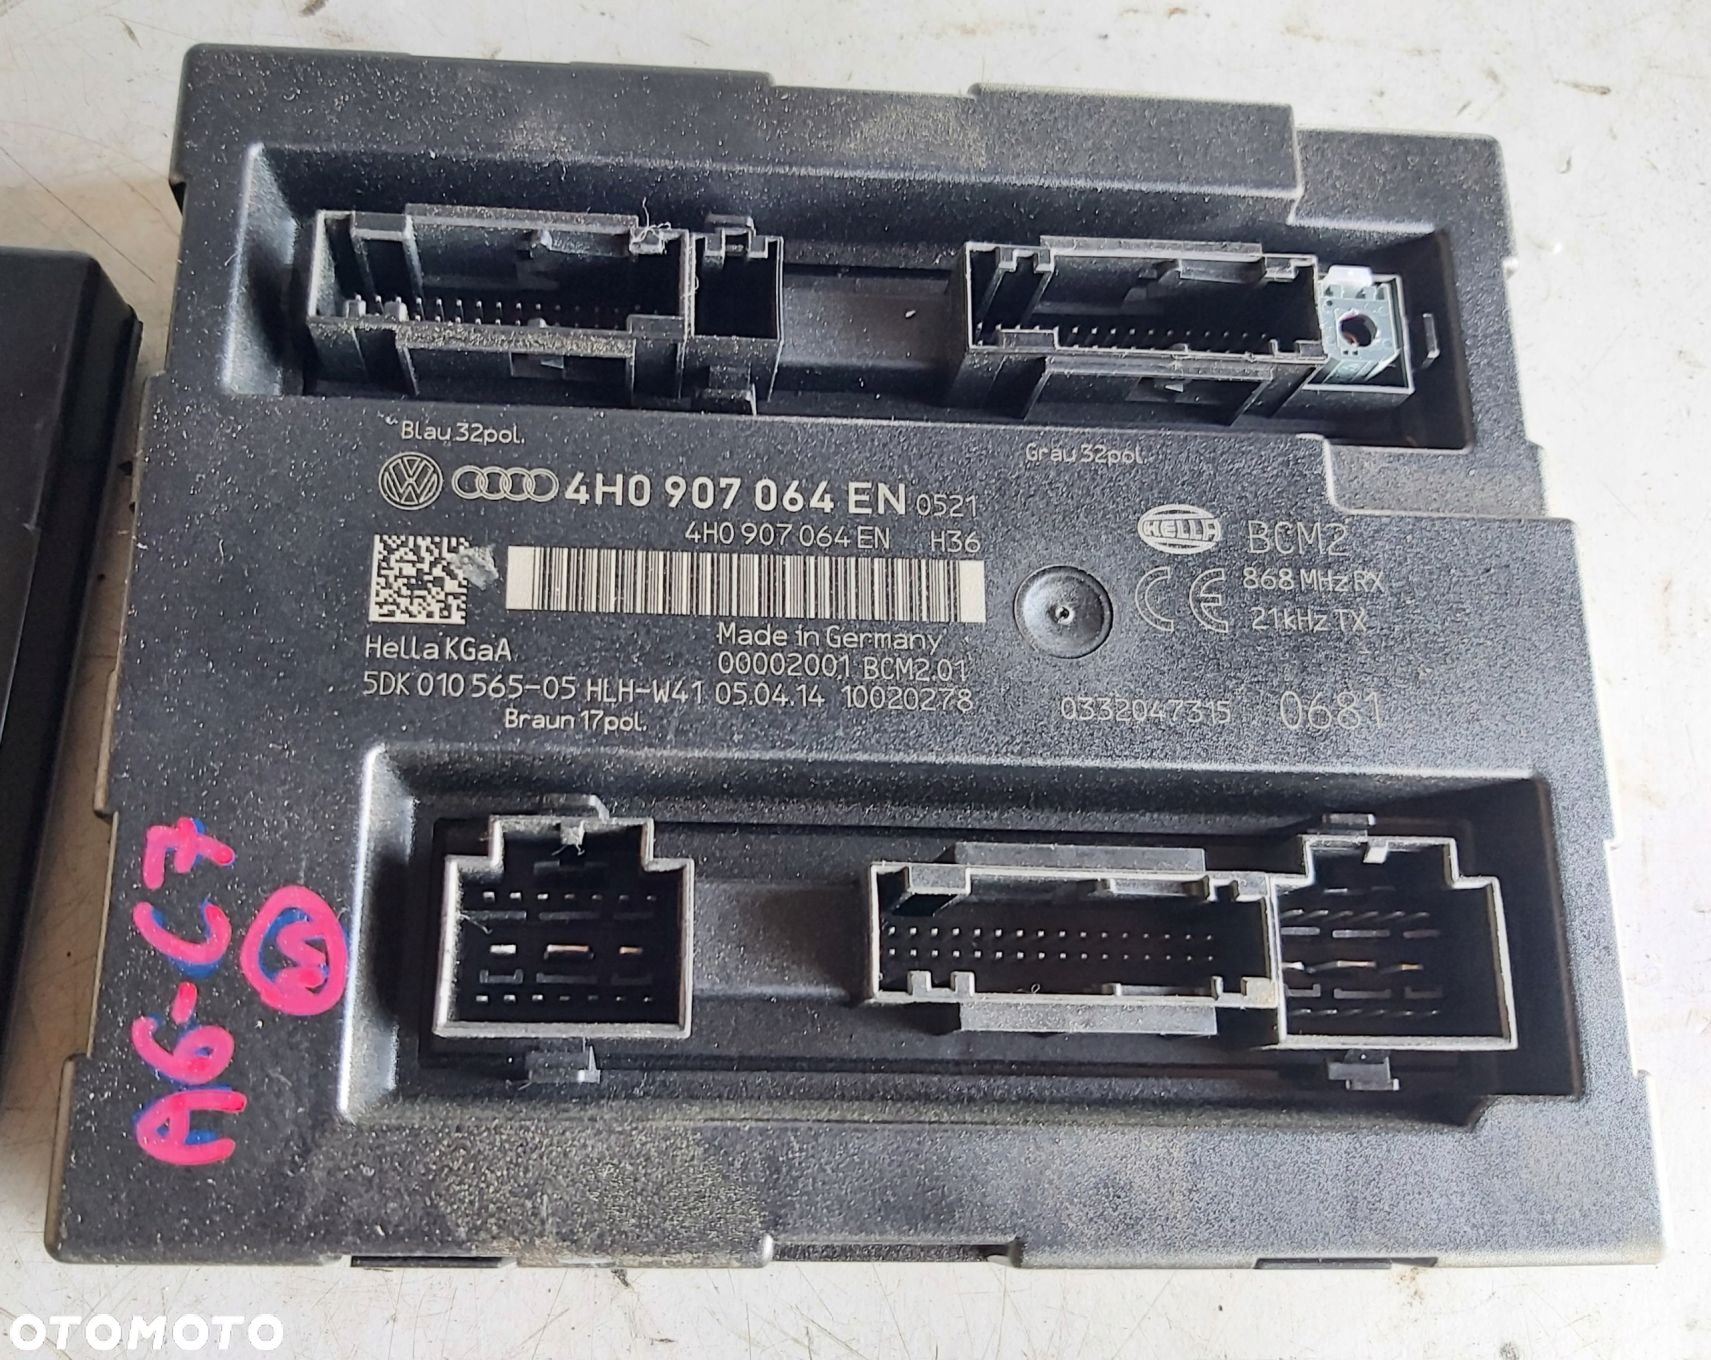 Blau 32pol.
Grau 32pol.
4H0 907 064 EN 0521
4H0 907 064 EN H36
HELLA BCM2
868 MHz RX
CE
21kHz TX
Made in Germany
Hella KGaA
00002001 BCM2.01
5DK 010 565-05 HLH-W41 05.04.14 10020278
0332047315 0681
Braun 17pol.
A6-C7
OTOMOTO